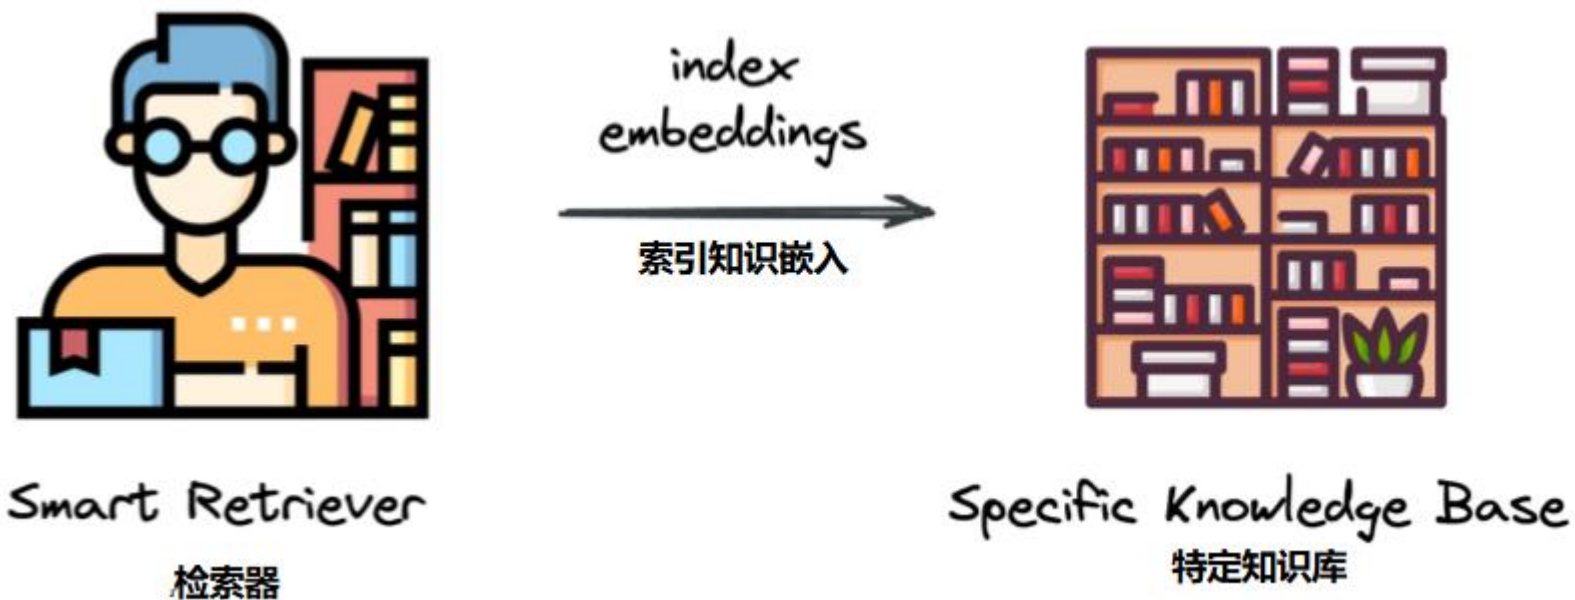 index
embeddings
索引知识嵌入
Smart Retriever
检索器
Specific Knowledge Base
特定知识库